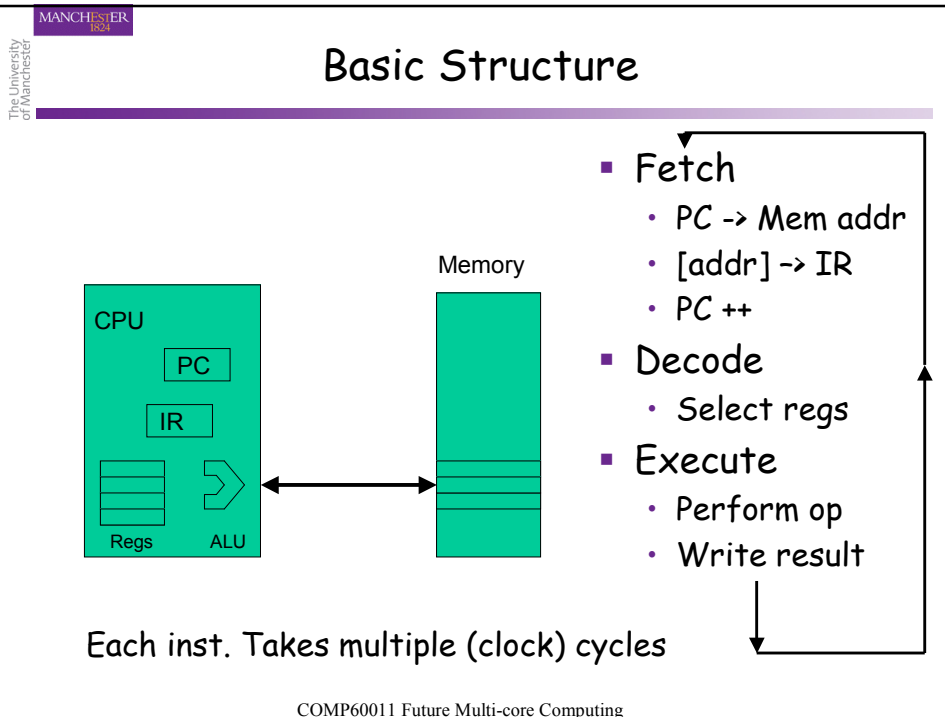 MANCHESTER
1824
The University
of Manchester
Basic Structure
Memory
CPU
PC
IR
Regs ALU
▪ Fetch
• PC -> Mem addr
• [addr] –> IR
• PC ++
▪ Decode
• Select regs
▪ Execute
• Perform op
• Write result
Each inst. Takes multiple (clock) cycles
COMP60011 Future Multi-core Computing